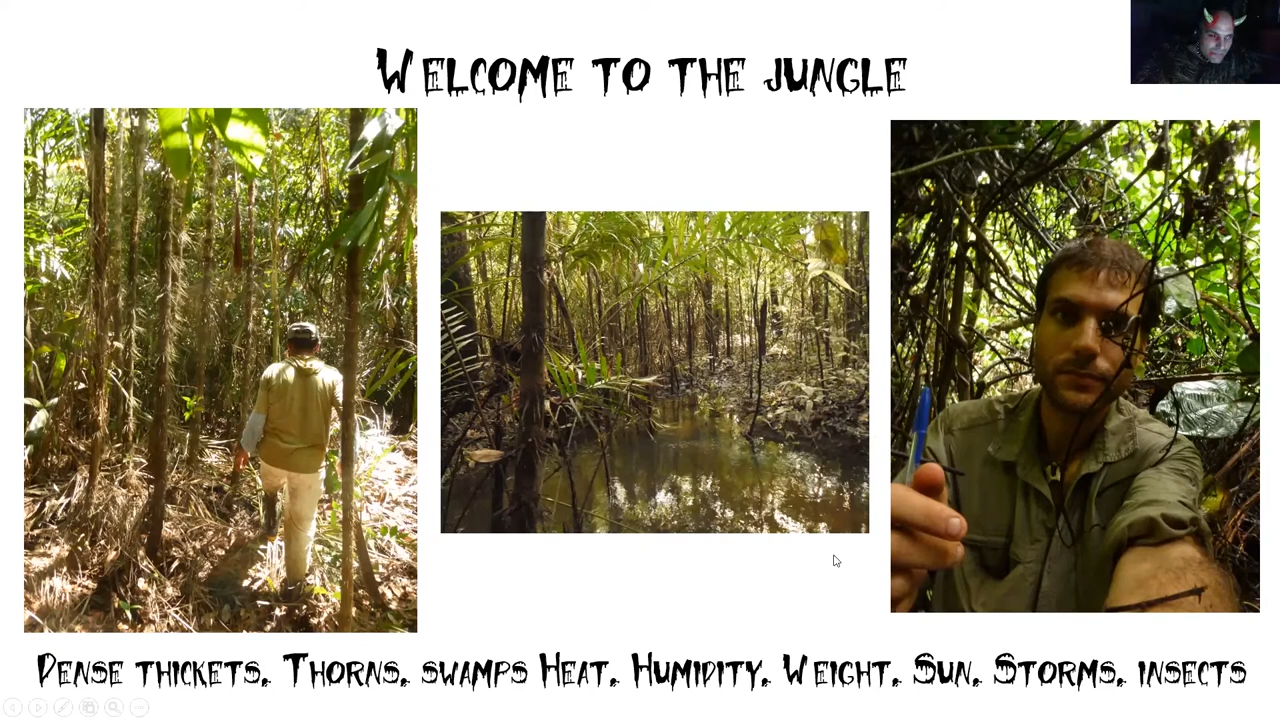 Welcome to the jungle
Dense thickets. Thorns. swamps Heat. Humidity. Weight. Sun. Storms. insects